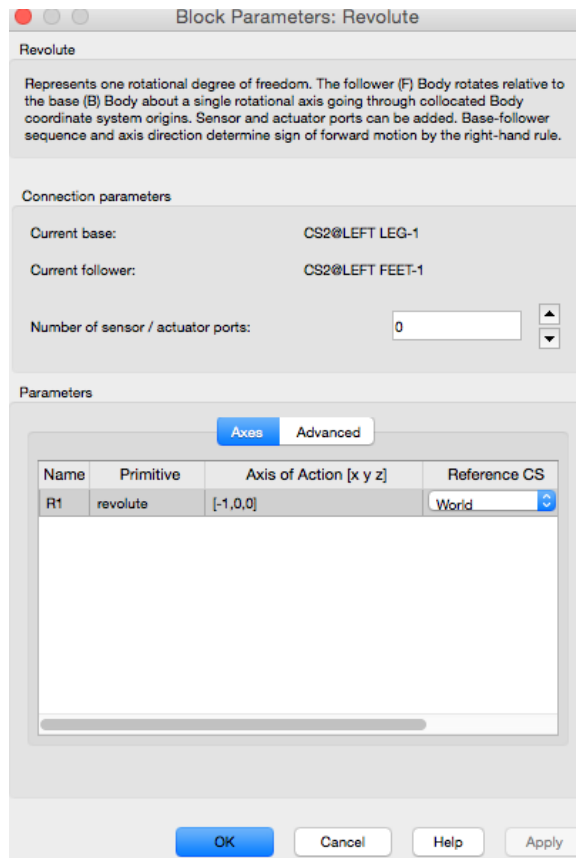 Block Parameters: Revolute
Revolute
Represents one rotational degree of freedom. The follower (F) Body rotates relative to
the base (B) Body about a single rotational axis going through collocated Body
coordinate system origins. Sensor and actuator ports can be added. Base-follower
sequence and axis direction determine sign of forward motion by the right-hand rule.
Connection parameters
Current base: CS2@LEFT LEG-1
Current follower: CS2@LEFT FEET-1
Number of sensor / actuator ports: 0
Parameters
Axes Advanced
Name Primitive Axis of Action [x y z] Reference CS
R1 revolute [-1,0,0] World
OK Cancel Help Apply